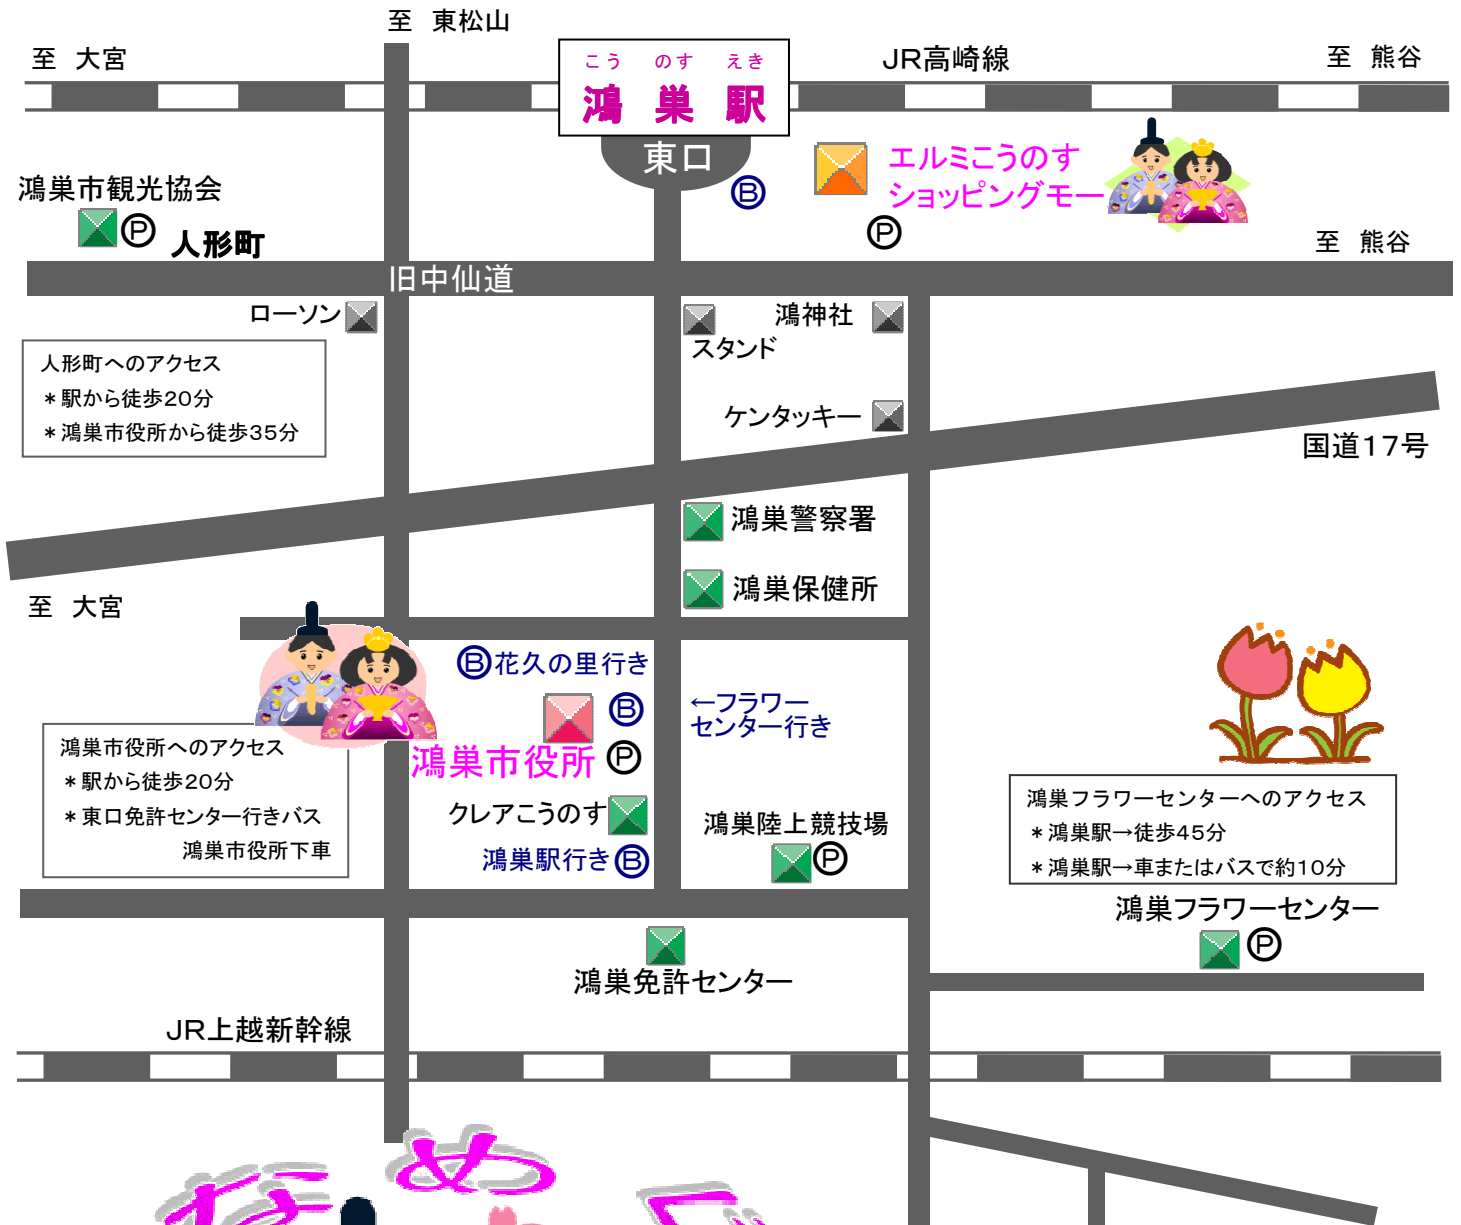 至 東松山
至 大宮
こう のす えき
鴻巣駅
JR高崎線
至 熊谷
東口
Ⓑ
エルミこうのす
ショッピングモー
Ⓟ
鴻巣市観光協会
Ⓟ
人形町
至 熊谷
旧中仙道
ローソン
スタンド
鴻神社
人形町へのアクセス
*駅から徒歩20分
*鴻巣市役所から徒歩35分
ケンタッキー
国道17号
鴻巣警察署
鴻巣保健所
至 大宮
Ⓑ花久の里行き
Ⓑ
←フラワー
センター行き
鴻巣市役所 Ⓟ
鴻巣市役所へのアクセス
*駅から徒歩20分
*東口免許センター行きバス
鴻巣市役所下車
クレアこうのす
鴻巣駅行きⒷ
鴻巣陸上競技場
Ⓟ
鴻巣フラワーセンターへのアクセス
*鴻巣駅→徒歩45分
*鴻巣駅→車またはバスで約10分
鴻巣フラワーセンター
Ⓟ
鴻巣免許センター
JR上越新幹線
め